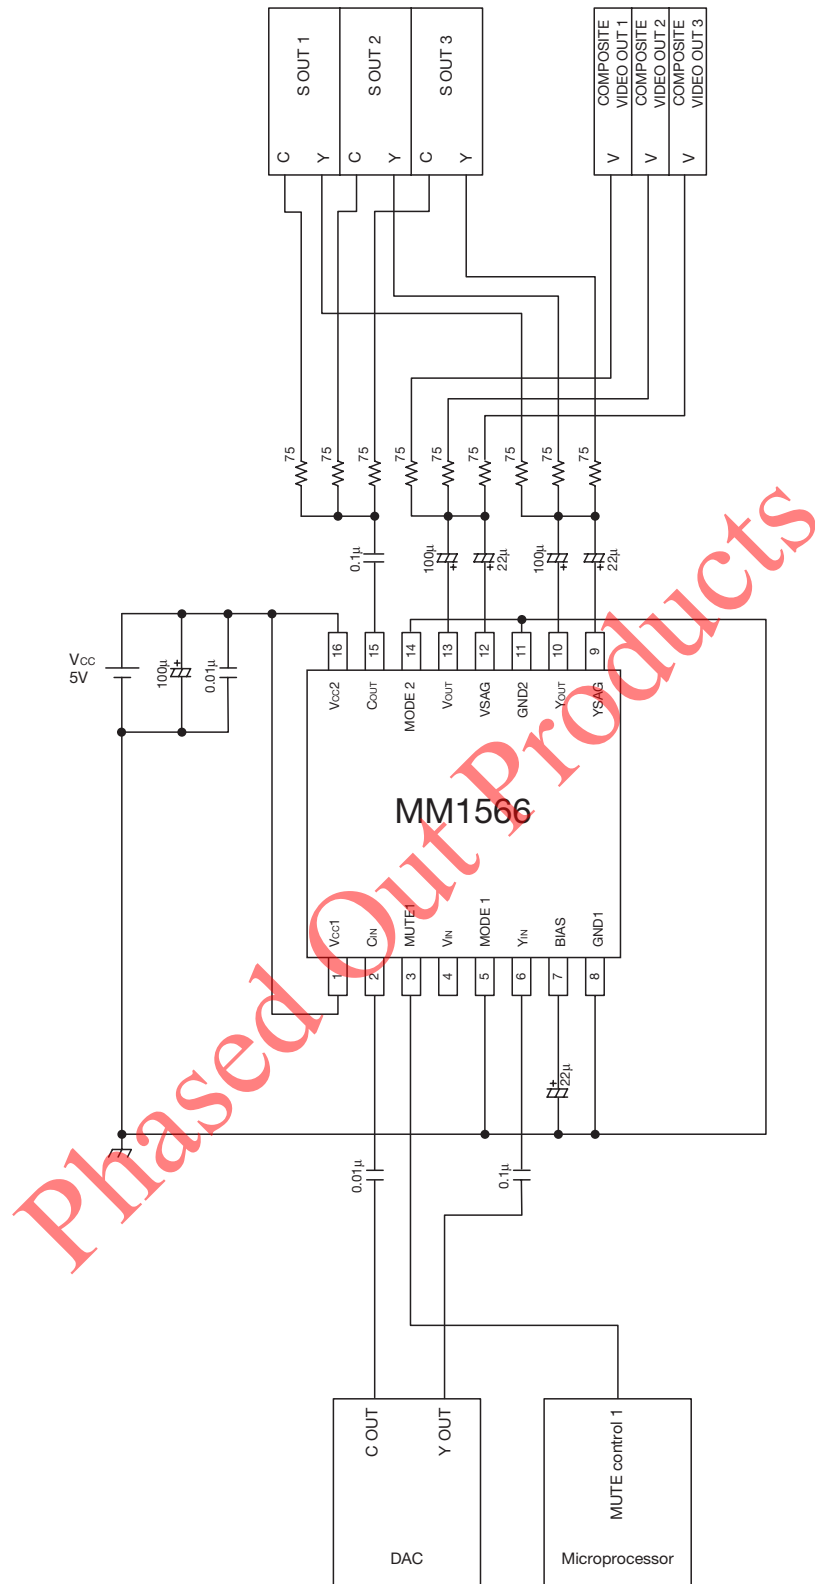 S OUT 1
S OUT 2
S OUT 3
C
Y
C
Y
C
Y
COMPOSITE
VIDEO OUT 1
COMPOSITE
VIDEO OUT 2
COMPOSITE
VIDEO OUT 3
V
V
V
75
75
75
75
75
75
75
75
75
0.1μ
100μ
+
22μ
+
100μ
+
22μ
+
VCC
5V
100μ
+
0.01μ
16
15
14
13
12
11
10
9
VCC2
COUT
MODE 2
VOUT
VSAG
GND2
YOUT
YSAG
MM1566
VCC1
CIN
MUTE1
VIN
MODE 1
YIN
BIAS
GND1
1
2
3
4
5
6
7
8
22μ
+
0.01μ
0.1μ
C OUT
Y OUT
DAC
MUTE control 1
Microprocessor
Phased Out Products